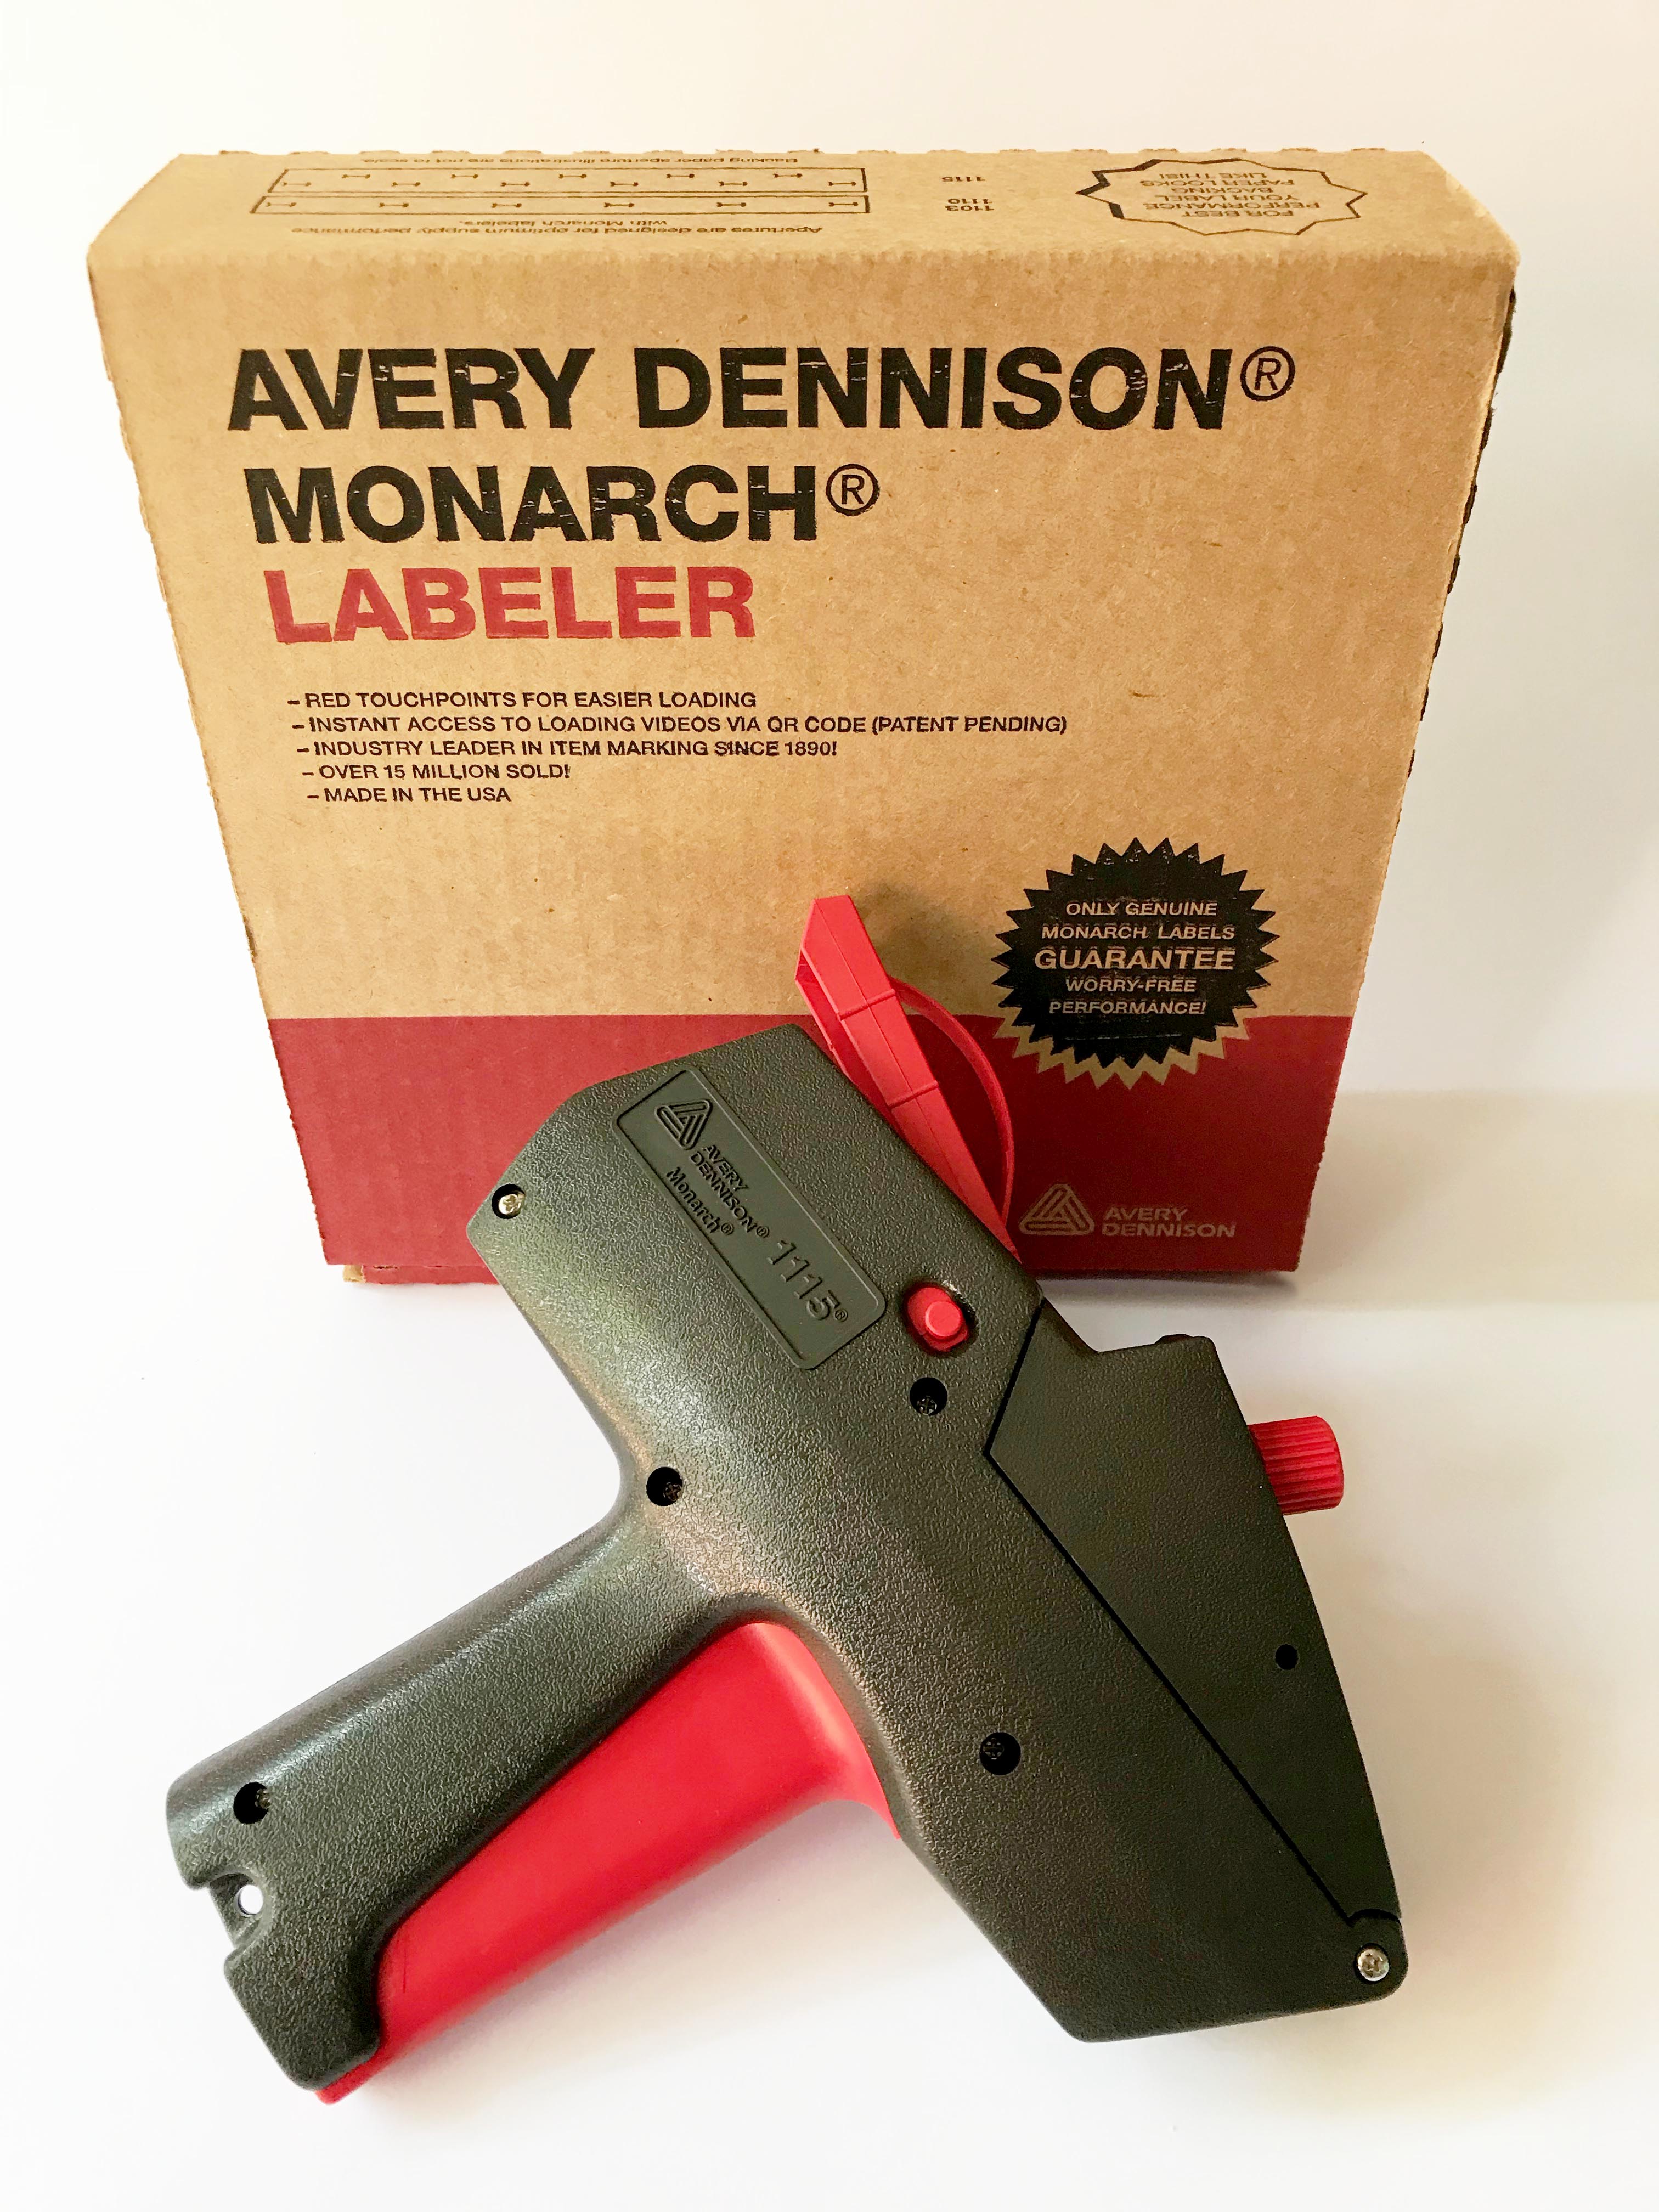 Apertures are designed for optimum supply performance
with Monarch labelers.
1103
1110
1115
Backing paper aperture illustrations are not to scale.
FOR BEST
PERFORMANCE
YOUR LABEL
BACKING
PAPER LOOKS
LIKE THIS!
AVERY DENNISON®
MONARCH®
LABELER
- RED TOUCHPOINTS FOR EASIER LOADING
- INSTANT ACCESS TO LOADING VIDEOS VIA QR CODE (PATENT PENDING)
- INDUSTRY LEADER IN ITEM MARKING SINCE 1890!
- OVER 15 MILLION SOLD!
- MADE IN THE USA
ONLY GENUINE
MONARCH LABELS
GUARANTEE
WORRY-FREE
PERFORMANCE!
AVERY
DENNISON
AVERY
DENNISON®
Monarch®
1115®